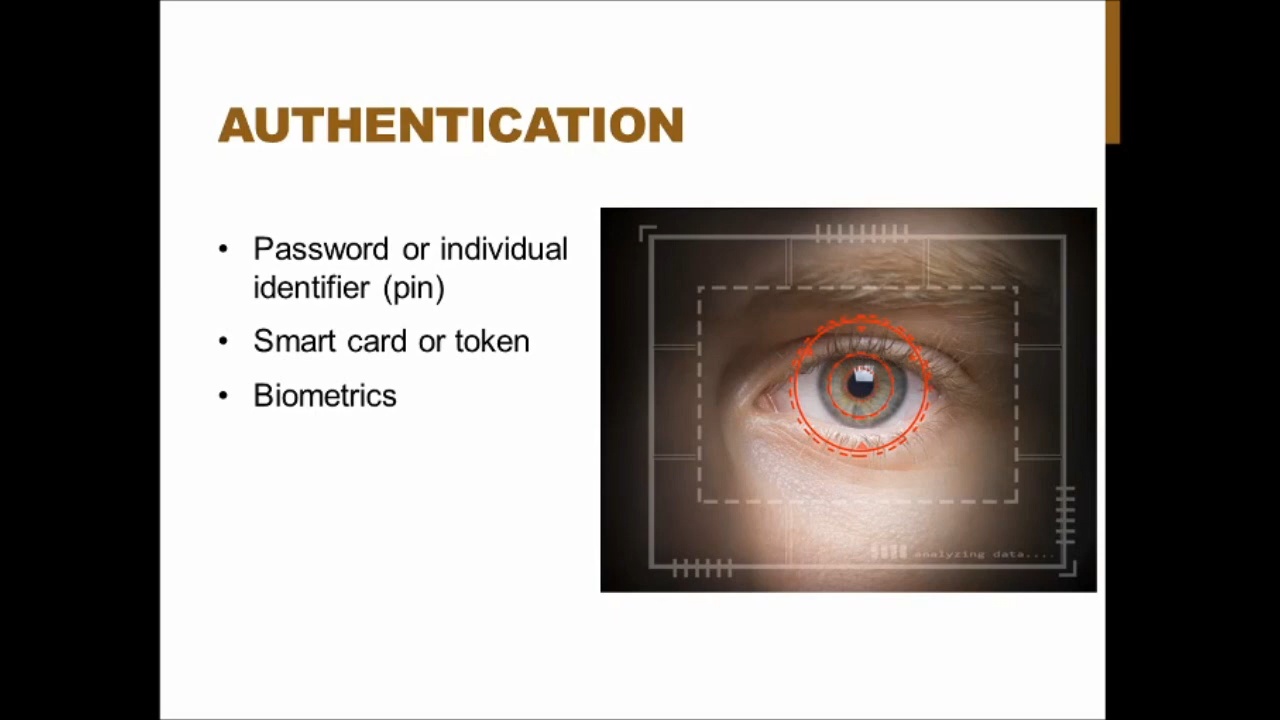 AUTHENTICATION
• Password or individual
identifier (pin)
• Smart card or token
• Biometrics
analyzing data....